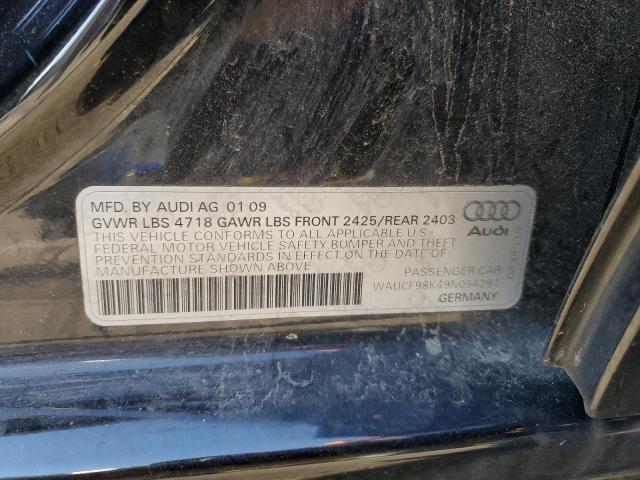 MFD. BY AUDI AG 01 09
GVWR LBS 4718 GAWR LBS FRONT 2425/REAR 2403
THIS VEHICLE CONFORMS TO ALL APPLICABLE U.S.
FEDERAL MOTOR VEHICLE SAFETY, BUMPER AND THEFT
PREVENTION STANDARDS IN EFFECT ON THE DATE OF
MANUFACTURE SHOWN ABOVE
Audi
PASSENGER CAR
WAUCF98K49N054291
GERMANY